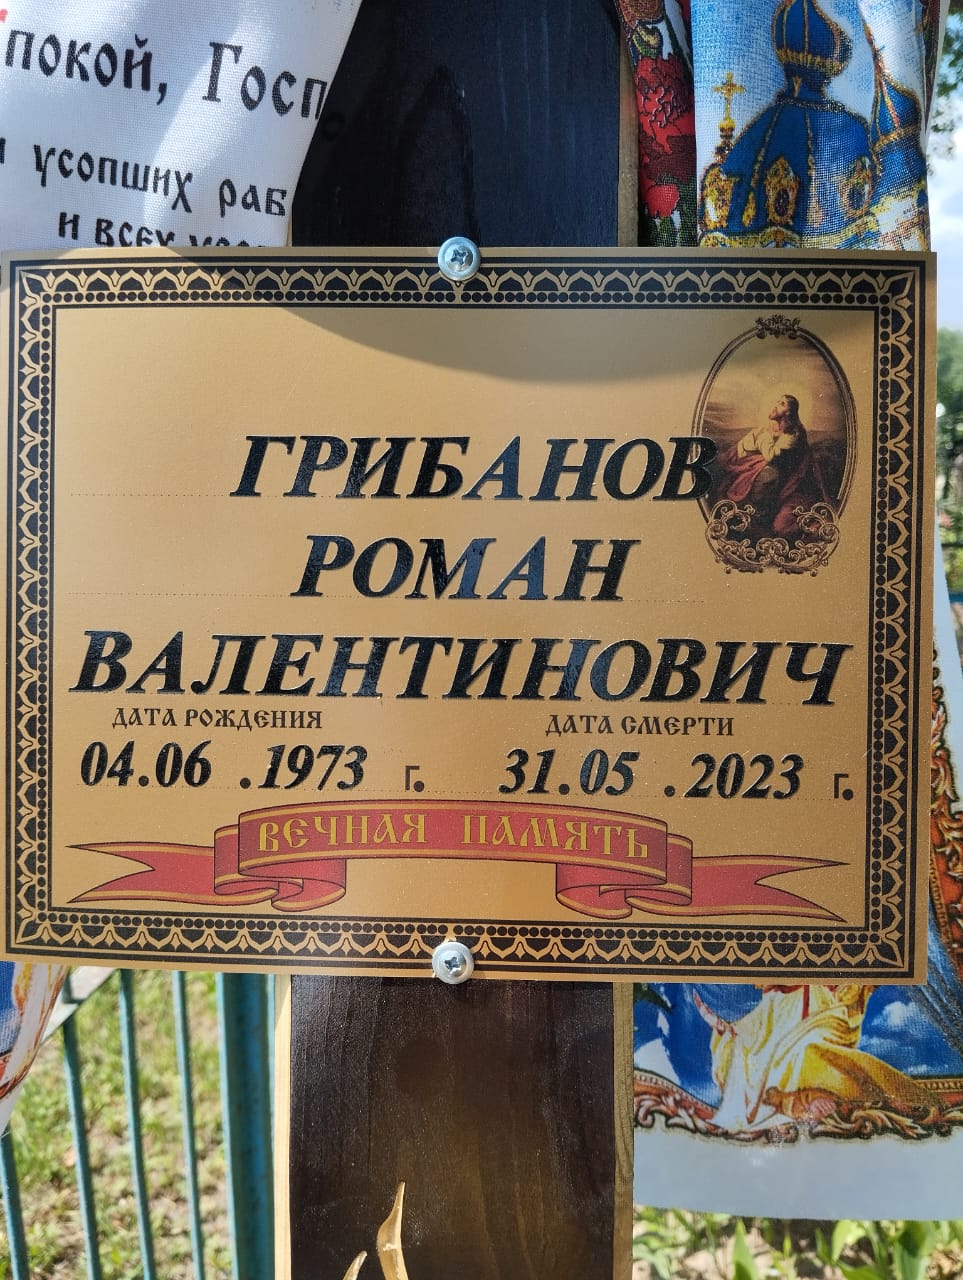 покой, Госп
усопших раб
и всех
ГРИБАНОВ
РОМАН
ВАЛЕНТИНОВИЧ
ДАТА РОЖДЕНИЯ ДАТА СМЕРТИ
04.06 .1973 г. 31.05 .2023 г.
ВЕЧНАЯ ПАМЯТЬ